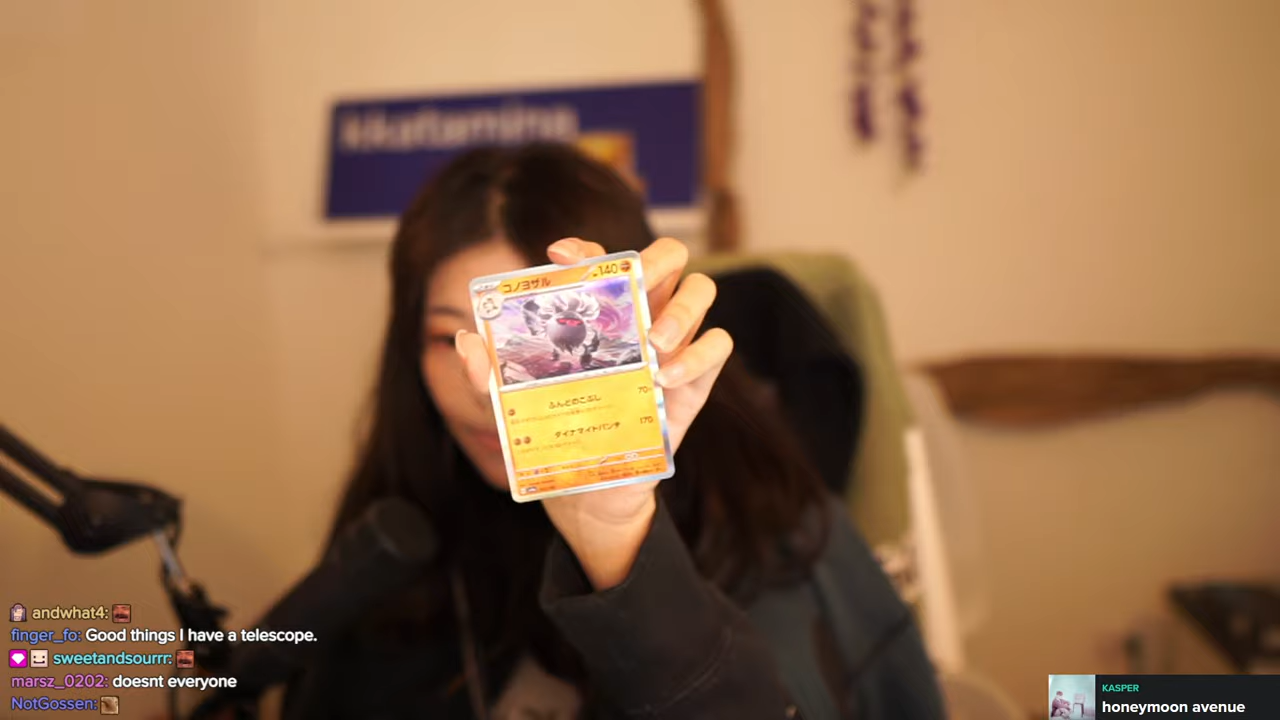 kkatamina
コノヨザル
140
ふんどのこぶし
70
ダイナマイトパンチ
170
andwhat4:
finger_fo: Good things I have a telescope.
sweetandsourrr:
marsz_0202: doesnt everyone
NotGossen:
KASPER
honeymoon avenue